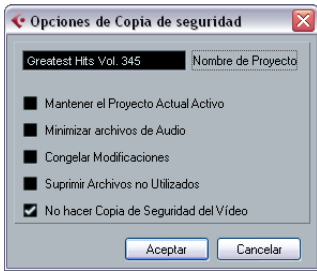 Opciones de Copia de seguridad
Greatest Hits Vol. 345 Nombre de Proyecto
Mantener el Proyecto Actual Activo
Minimizar archivos de Audio
Congelar Modificaciones
Suprimir Archivos no Utilizados
No hacer Copia de Seguridad del Vídeo
Aceptar Cancelar